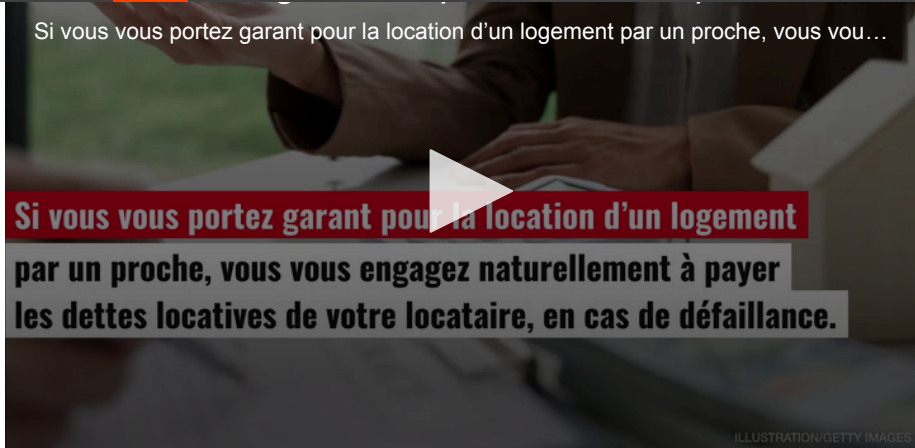 Si vous vous portez garant pour la location d’un logement par un proche, vous vou…
Si vous vous portez garant pour la location d’un logement
par un proche, vous vous engagez naturellement à payer
les dettes locatives de votre locataire, en cas de défaillance.
ILLUSTRATION/GETTY IMAGES